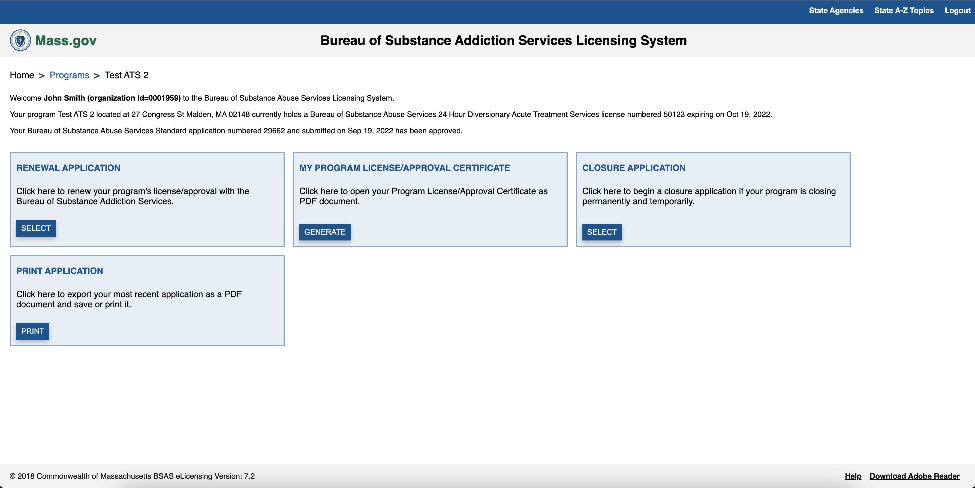 State Agencies State A-Z Topics Logout
Mass.gov
Bureau of Substance Addiction Services Licensing System
Home > Programs > Test ATS 2
Welcome John Smith (organization Id=0001959) to the Bureau of Substance Abuse Services Licensing System.
Your program Test ATS 2 located at 27 Congress St Malden, MA 02148 currently holds a Bureau of Substance Abuse Services 24 Hour Diversionary Acute Treatment Services license numbered 50123 expiring on Oct 19, 2022.
Your Bureau of Substance Abuse Services Standard application numbered 29662 and submitted on Sep 19, 2022 has been approved.
RENEWAL APPLICATION
Click here to renew your program's license/approval with the
Bureau of Substance Addiction Services.
SELECT
MY PROGRAM LICENSE/APPROVAL CERTIFICATE
Click here to open your Program License/Approval Certificate as
PDF document.
GENERATE
CLOSURE APPLICATION
Click here to begin a closure application if your program is closing
permanently and temporarily.
SELECT
PRINT APPLICATION
Click here to export your most recent application as a PDF
document and save or print it.
PRINT
© 2018 Commonwealth of Massachusetts BSAS eLicensing Version: 7.2
Help Download Adobe Reader